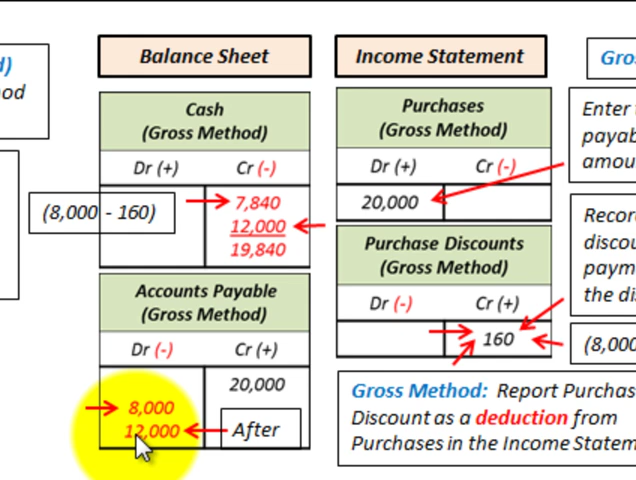 d)
Balance Sheet
Income Statement
Gros
od
Cash
(Gross Method)
Dr (+) Cr (-)
7,840
12,000
19,840
(8,000 - 160)
Purchases
(Gross Method)
Dr (+) Cr (-)
20,000
Enter
payab
amou
Purchase Discounts
(Gross Method)
Dr (-) Cr (+)
160
Recor
discou
paym
the di
(8,000
Accounts Payable
(Gross Method)
Dr (-) Cr (+)
20,000
8,000
12,000
After
Gross Method: Report Purchas
Discount as a deduction from
Purchases in the Income Statem